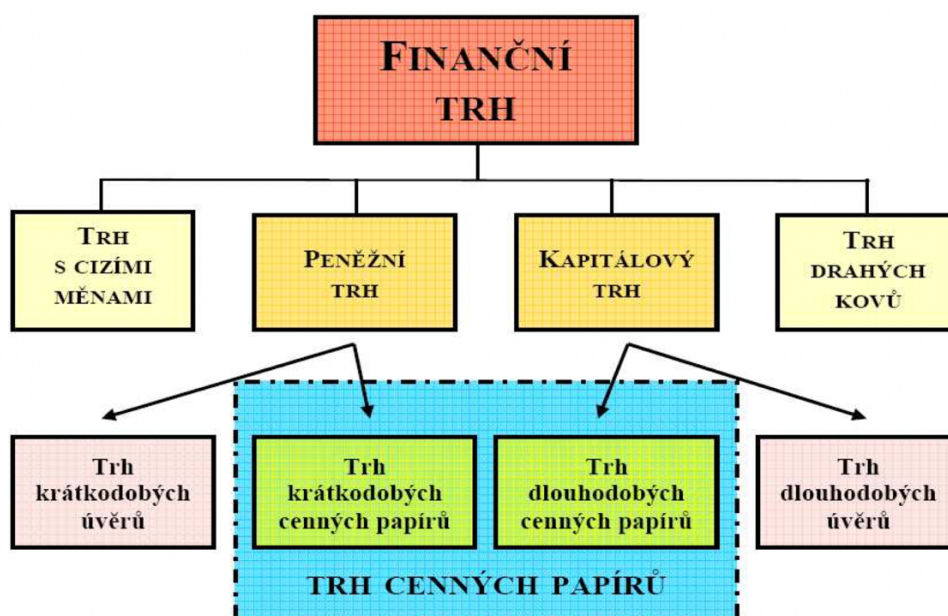 FINANČNÍ
TRH
TRH
S CIZÍMI
MĚNAMI
PENĚŽNÍ
TRH
KAPITÁLOVÝ
TRH
TRH
DRAHÝCH
KOVŮ
Trh
krátkodobých
úvěrů
Trh
krátkodobých
cenných papírů
Trh
dlouhodobých
cenných papírů
Trh
dlouhodobých
úvěrů
TRH CENNÝCH PAPÍRŮ